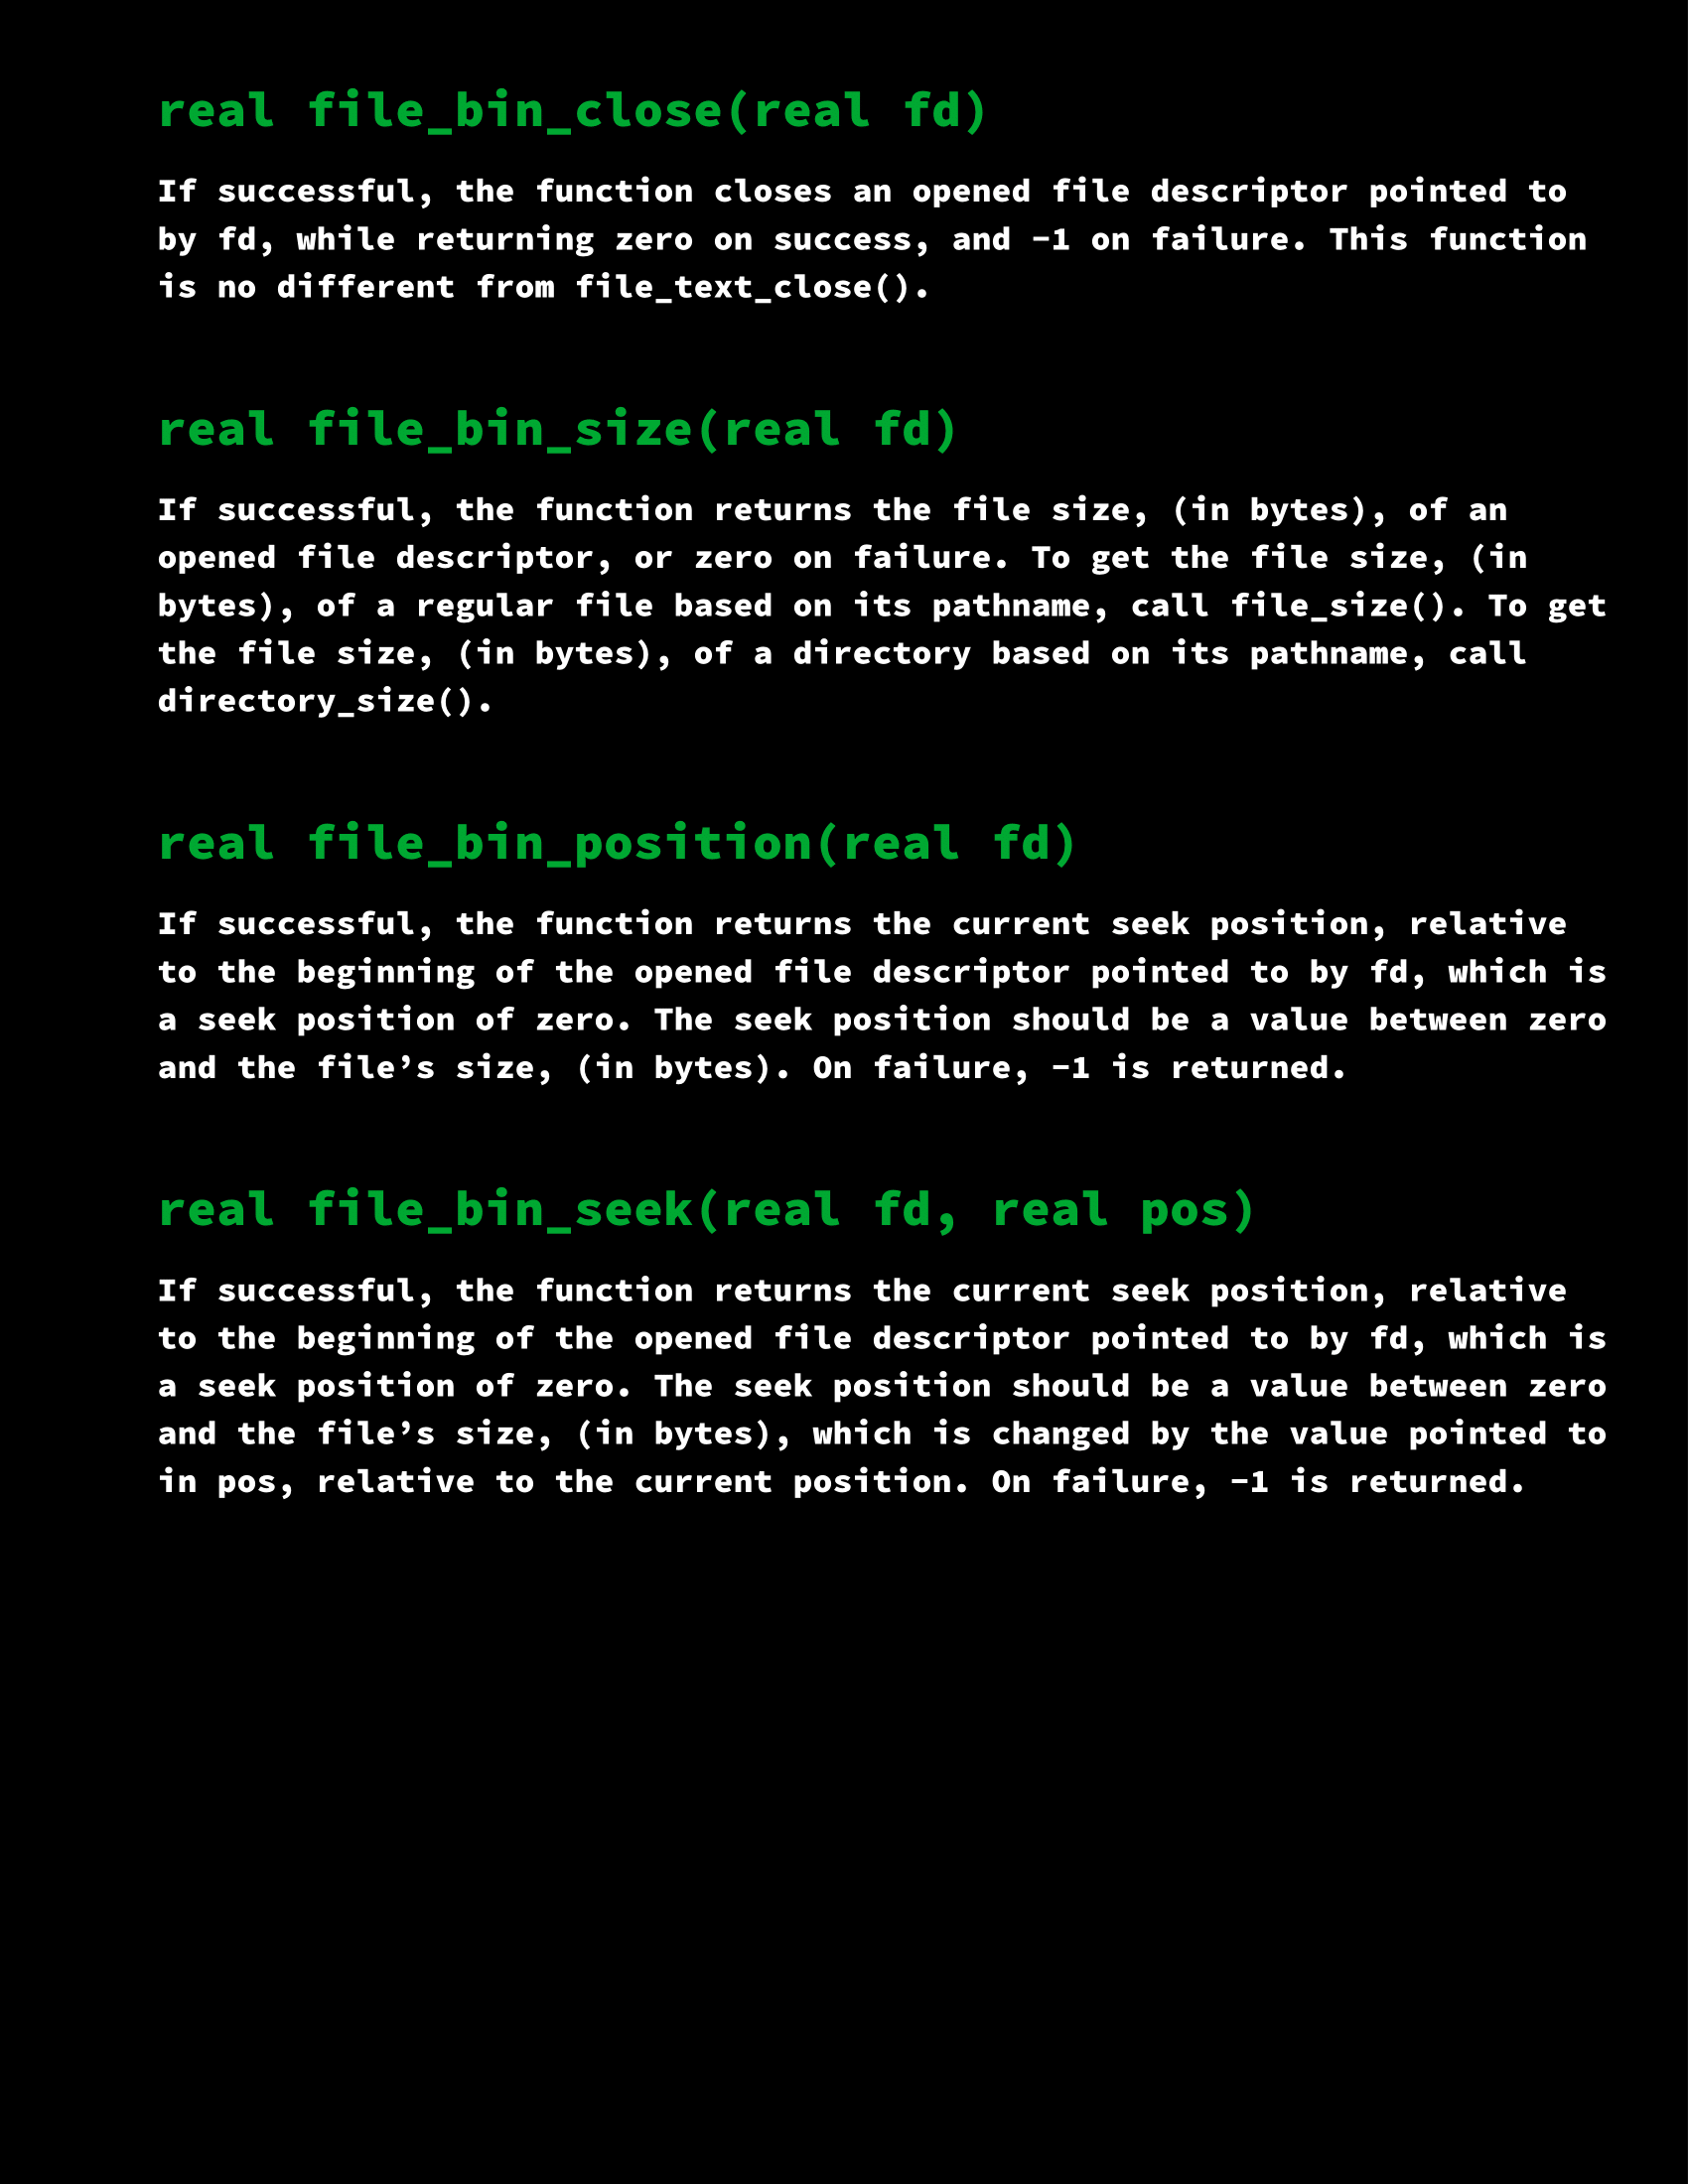 real file_bin_close(real fd)
If successful, the function closes an opened file descriptor pointed to
by fd, while returning zero on success, and -1 on failure. This function
is no different from file_text_close().
real file_bin_size(real fd)
If successful, the function returns the file size, (in bytes), of an
opened file descriptor, or zero on failure. To get the file size, (in
bytes), of a regular file based on its pathname, call file_size(). To get
the file size, (in bytes), of a directory based on its pathname, call
directory_size().
real file_bin_position(real fd)
If successful, the function returns the current seek position, relative
to the beginning of the opened file descriptor pointed to by fd, which is
a seek position of zero. The seek position should be a value between zero
and the file’s size, (in bytes). On failure, -1 is returned.
real file_bin_seek(real fd, real pos)
If successful, the function returns the current seek position, relative
to the beginning of the opened file descriptor pointed to by fd, which is
a seek position of zero. The seek position should be a value between zero
and the file’s size, (in bytes), which is changed by the value pointed to
in pos, relative to the current position. On failure, -1 is returned.